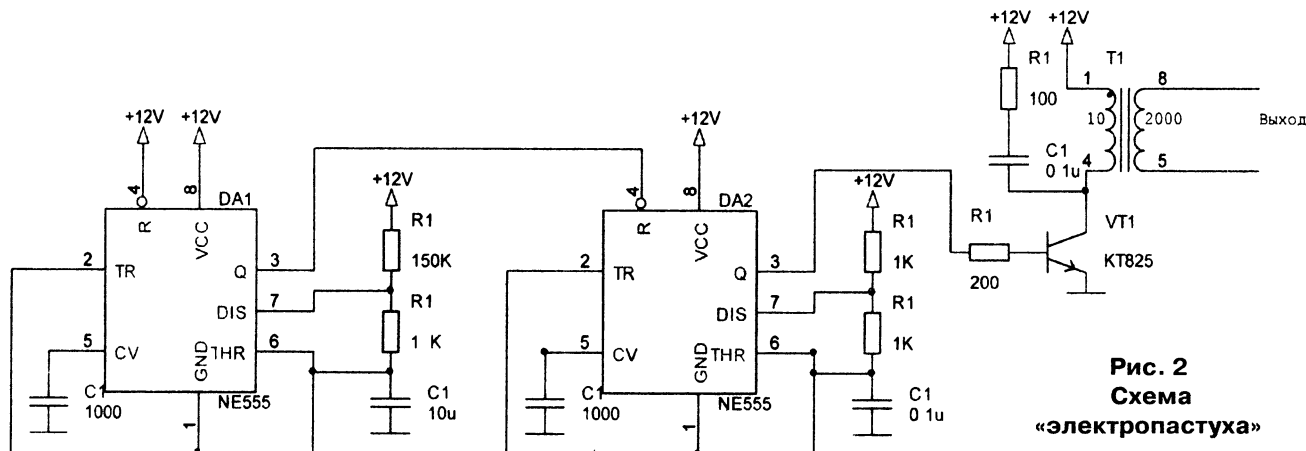 +12V
+12V
R1
T1
1
8
100
10
2000
Выход
C1
0 1u
4
5
+12V
+12V
+12V
4
8
DA1
R
VCC
2
TR
Q
3
DIS
7
5
CV
THR
6
GND
C1
1000
NE555
1
+12V
R1
150K
R1
1 K
C1
10u
4
8
DA2
R
VCC
2
TR
Q
3
DIS
7
5
CV
THR
6
GND
C1
1000
NE555
1
+12V
R1
1K
R1
1K
C1
0 1u
R1
200
VT1
KT825
Рис. 2
Схема
«электропастуха»